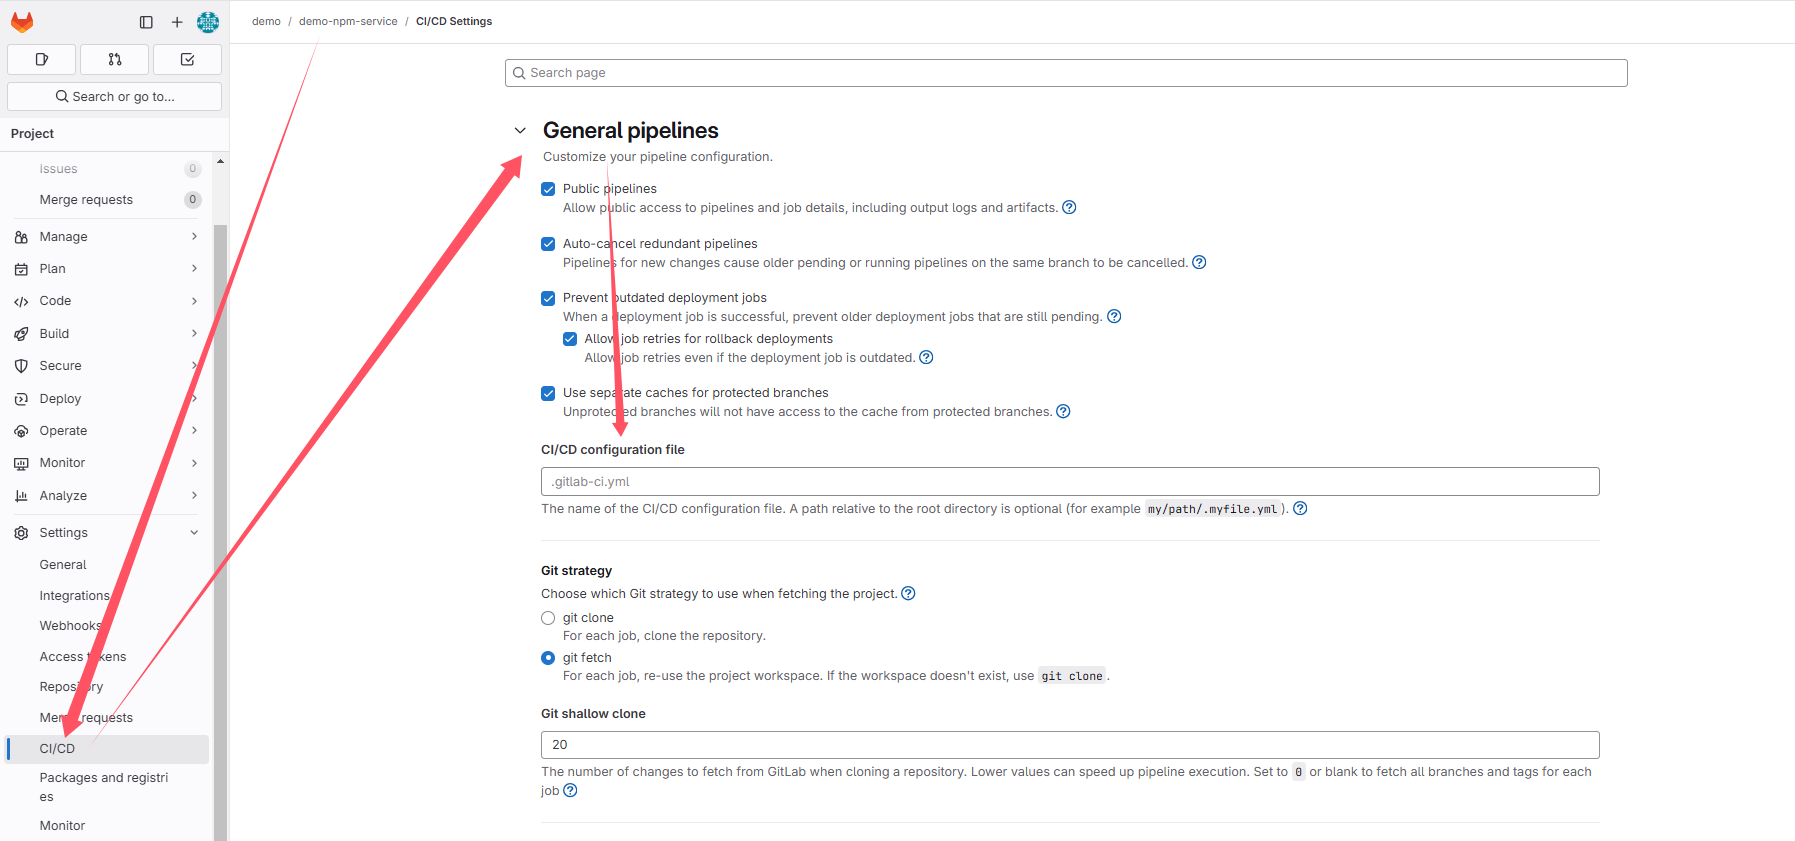 demo / demo-npm-service / CI/CD Settings
Search or go to...
Project
Issues 0
Merge requests 0
Manage
Plan
Code
Build
Secure
Deploy
Operate
Monitor
Analyze
Settings
General
Integrations
Webhooks
Access tokens
Repository
Merge requests
CI/CD
Packages and registri
es
Monitor
Search page
General pipelines
Customize your pipeline configuration.
Public pipelines
Allow public access to pipelines and job details, including output logs and artifacts.
Auto-cancel redundant pipelines
Pipelines for new changes cause older pending or running pipelines on the same branch to be cancelled.
Prevent outdated deployment jobs
When a deployment job is successful, prevent older deployment jobs that are still pending.
Allow job retries for rollback deployments
Allow job retries even if the deployment job is outdated.
Use separate caches for protected branches
Unprotected branches will not have access to the cache from protected branches.
CI/CD configuration file
.gitlab-ci.yml
The name of the CI/CD configuration file. A path relative to the root directory is optional (for example my/path/.myfile.yml).
Git strategy
Choose which Git strategy to use when fetching the project.
git clone
For each job, clone the repository.
git fetch
For each job, re-use the project workspace. If the workspace doesn't exist, use git clone.
Git shallow clone
20
The number of changes to fetch from GitLab when cloning a repository. Lower values can speed up pipeline execution. Set to 0 or blank to fetch all branches and tags for each
job